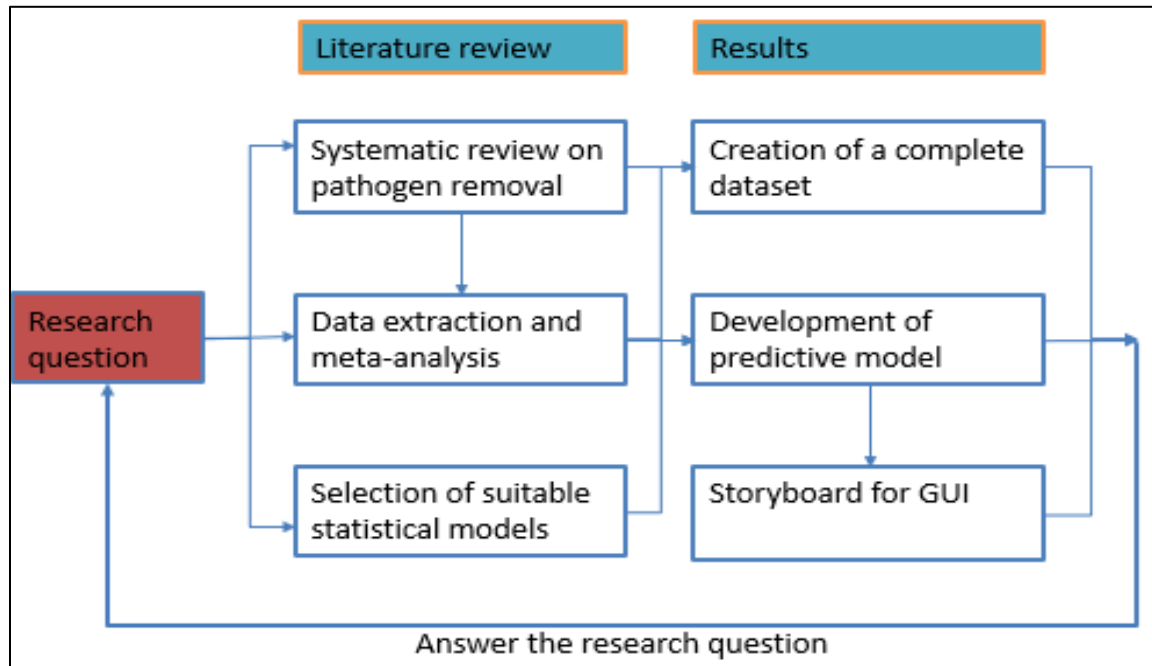 Literature review
Results
Systematic review on
pathogen removal
Creation of a complete
dataset
Research
question
Data extraction and
meta-analysis
Development of
predictive model
Selection of suitable
statistical models
Storyboard for GUI
Answer the research question